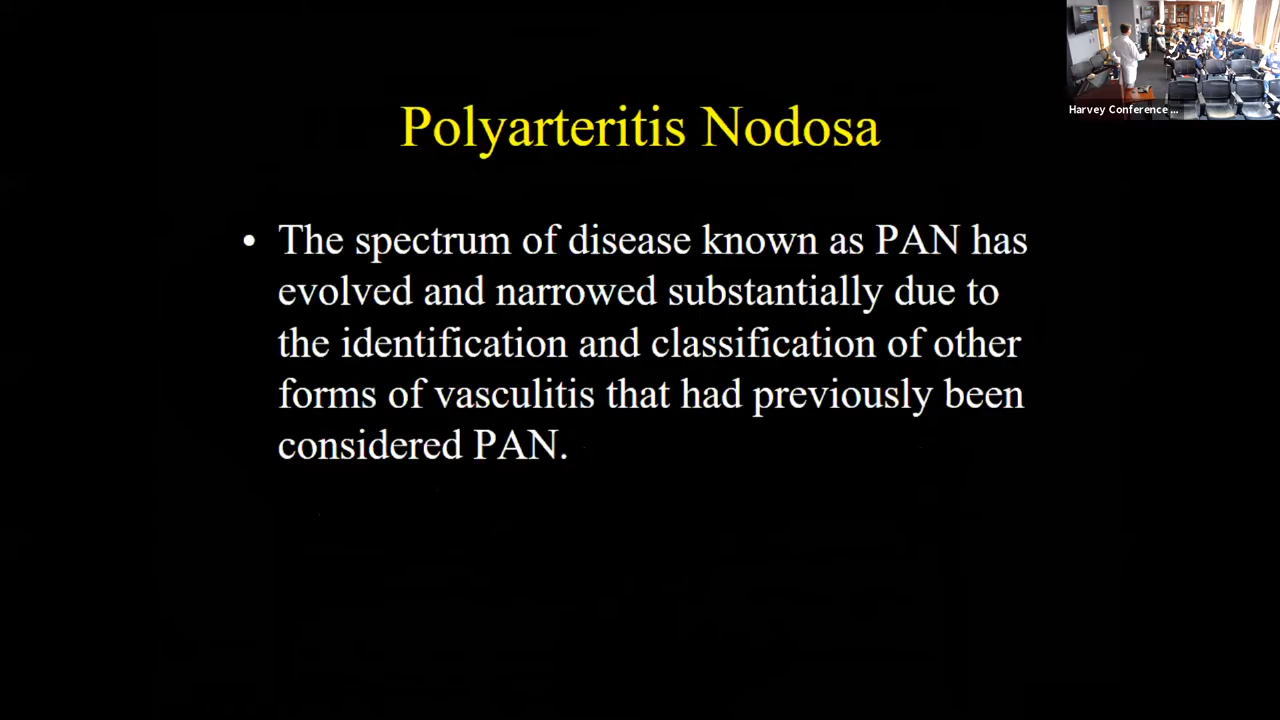 Harvey Conference ...
Polyarteritis Nodosa
• The spectrum of disease known as PAN has
evolved and narrowed substantially due to
the identification and classification of other
forms of vasculitis that had previously been
considered PAN.